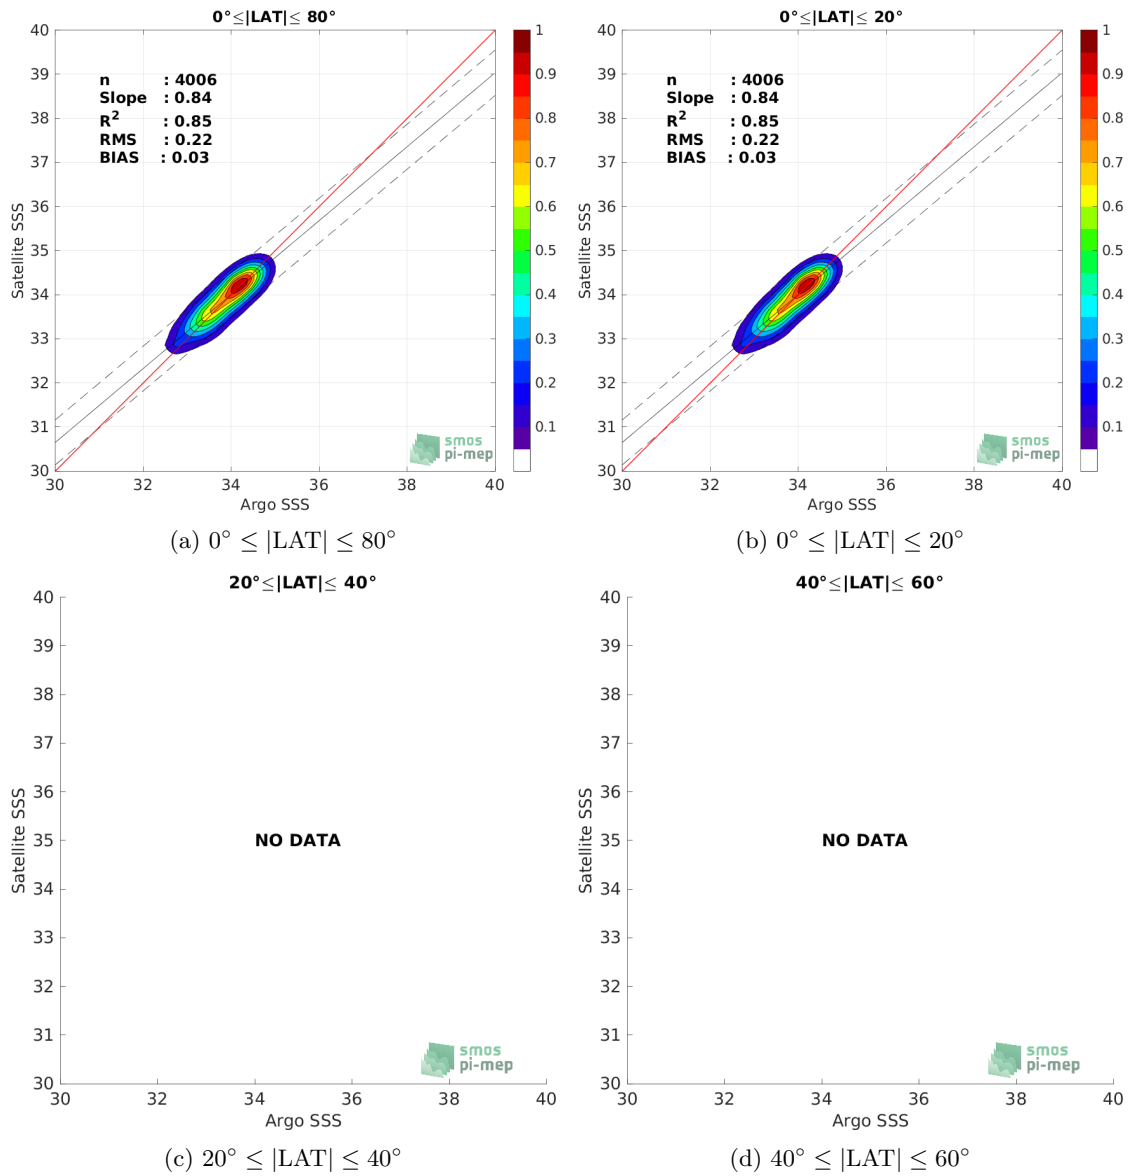 0°≤|LAT|≤ 80°
40
39
38
37
36
35
34
33
32
31
30
Satellite SSS
n : 4006
Slope : 0.84
R² : 0.85
RMS : 0.22
BIAS : 0.03
1
0.9
0.8
0.7
0.6
0.5
0.4
0.3
0.2
0.1
smos
pi-mep
30 32 34 36 38 40
Argo SSS
(a) 0° ≤ |LAT| ≤ 80°
0°≤|LAT|≤ 20°
40
39
38
37
36
35
34
33
32
31
30
Satellite SSS
n : 4006
Slope : 0.84
R² : 0.85
RMS : 0.22
BIAS : 0.03
1
0.9
0.8
0.7
0.6
0.5
0.4
0.3
0.2
0.1
smos
pi-mep
30 32 34 36 38 40
Argo SSS
(b) 0° ≤ |LAT| ≤ 20°
20°≤|LAT|≤ 40°
40
39
38
37
36
35
34
33
32
31
30
Satellite SSS
NO DATA
smos
pi-mep
30 32 34 36 38 40
Argo SSS
(c) 20° ≤ |LAT| ≤ 40°
40°≤|LAT|≤ 60°
40
39
38
37
36
35
34
33
32
31
30
Satellite SSS
NO DATA
smos
pi-mep
30 32 34 36 38 40
Argo SSS
(d) 40° ≤ |LAT| ≤ 60°